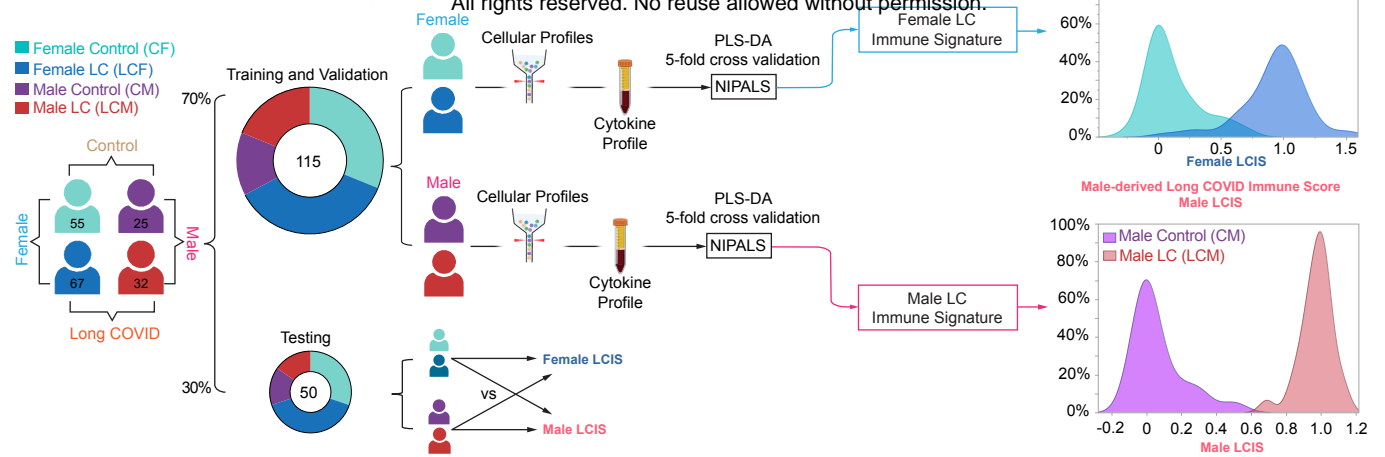 All rights reserved. No reuse allowed without permission.
Female Control (CF)
Female LC (LCF)
Male Control (CM)
Male LC (LCM)
Control
55
25
Female
Male
67
32
Long COVID
70%
30%
Training and Validation
115
Testing
50
Female
Cellular Profiles
Cytokine
Profile
PLS-DA
5-fold cross validation
NIPALS
Female LC
Immune Signature
Male
Cellular Profiles
Cytokine
Profile
PLS-DA
5-fold cross validation
NIPALS
Male LC
Immune Signature
vs
Female LCIS
Male LCIS
60%
40%
20%
0%
0 0.5 1.0 1.5
Female LCIS
Male-derived Long COVID Immune Score
Male LCIS
100%
80%
60%
40%
20%
0%
Male Control (CM)
Male LC (LCM)
-0.2 0 0.2 0.4 0.6 0.8 1.0 1.2
Male LCIS